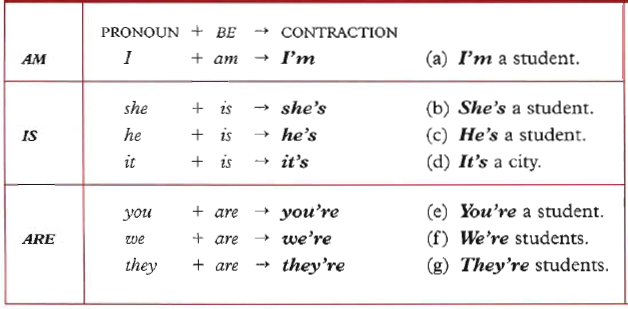 PRONOUN + BE → CONTRACTION
AM I + am → I'm (a) I'm a student.
she + is → she's (b) She's a student.
IS he + is → he's (c) He's a student.
it + is → it's (d) It's a city.
you + are → you're (e) You're a student.
ARE we + are → we're (f) We're students.
they + are → they're (g) They're students.